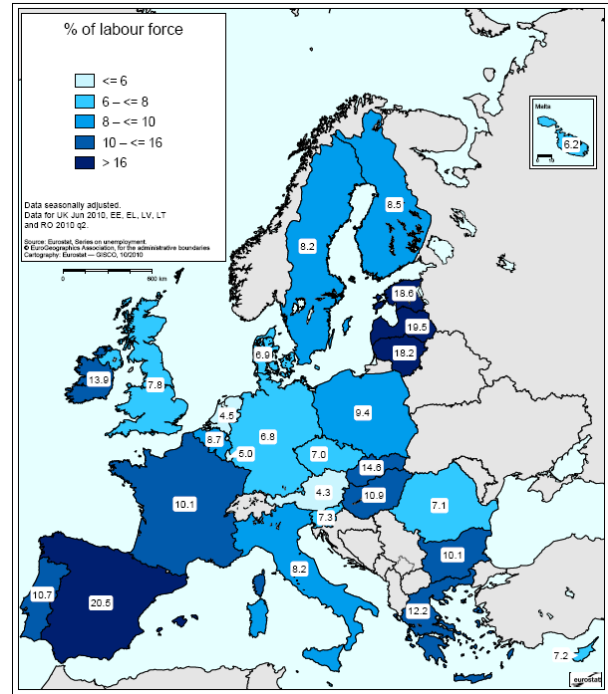 % of labour force
<= 6
6 – <= 8
8 – <= 10
10 – <= 16
> 16
Data seasonally adjusted.
Data for UK Jun 2010, EE, EL, LV, LT
and RO 2010 q2.
Source: Eurostat, Series on unemployment.
© EuroGeographics Association, for the administrative boundaries
Cartography: Eurostat — GISCO, 10/2010
0 600 km
Malta
6.2
8.5
8.2
18.6
19.5
18.2
6.9
13.9
7.8
4.5
9.4
8.7
5.0
6.8
7.0
14.6
4.3
10.9
7.1
10.1
7.3
10.1
8.2
10.7
20.5
12.2
7.2
eurostat